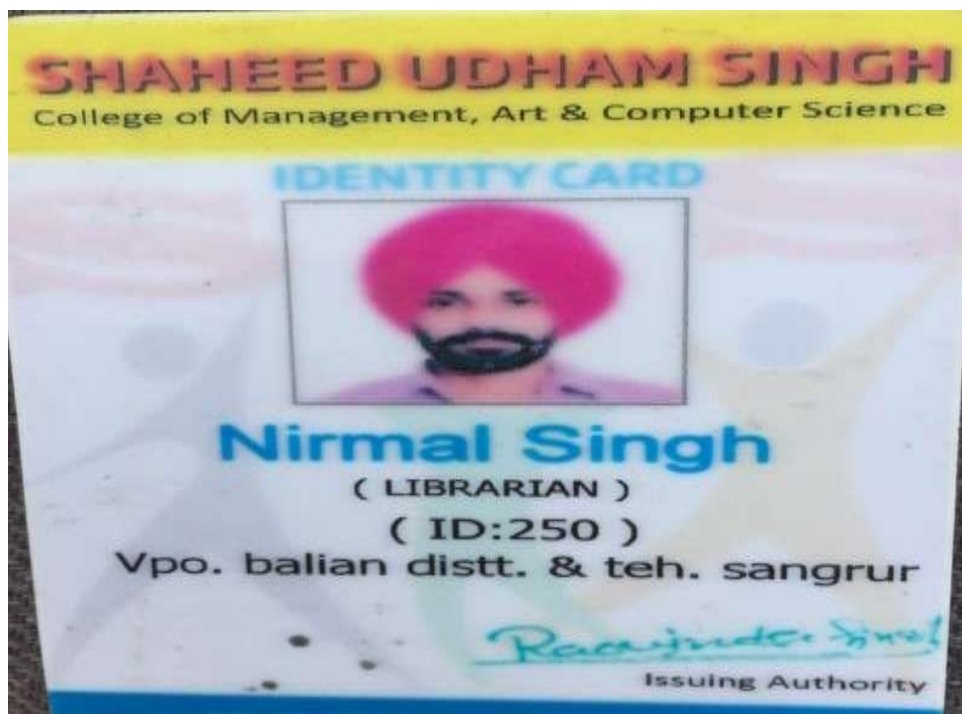 SHAHEED UDHAM SINGH
College of Management, Art & Computer Science
IDENTITY CARD
Nirmal Singh
( LIBRARIAN )
( ID:250 )
Vpo. balian distt. & teh. sangrur
Singh
Issuing Authority